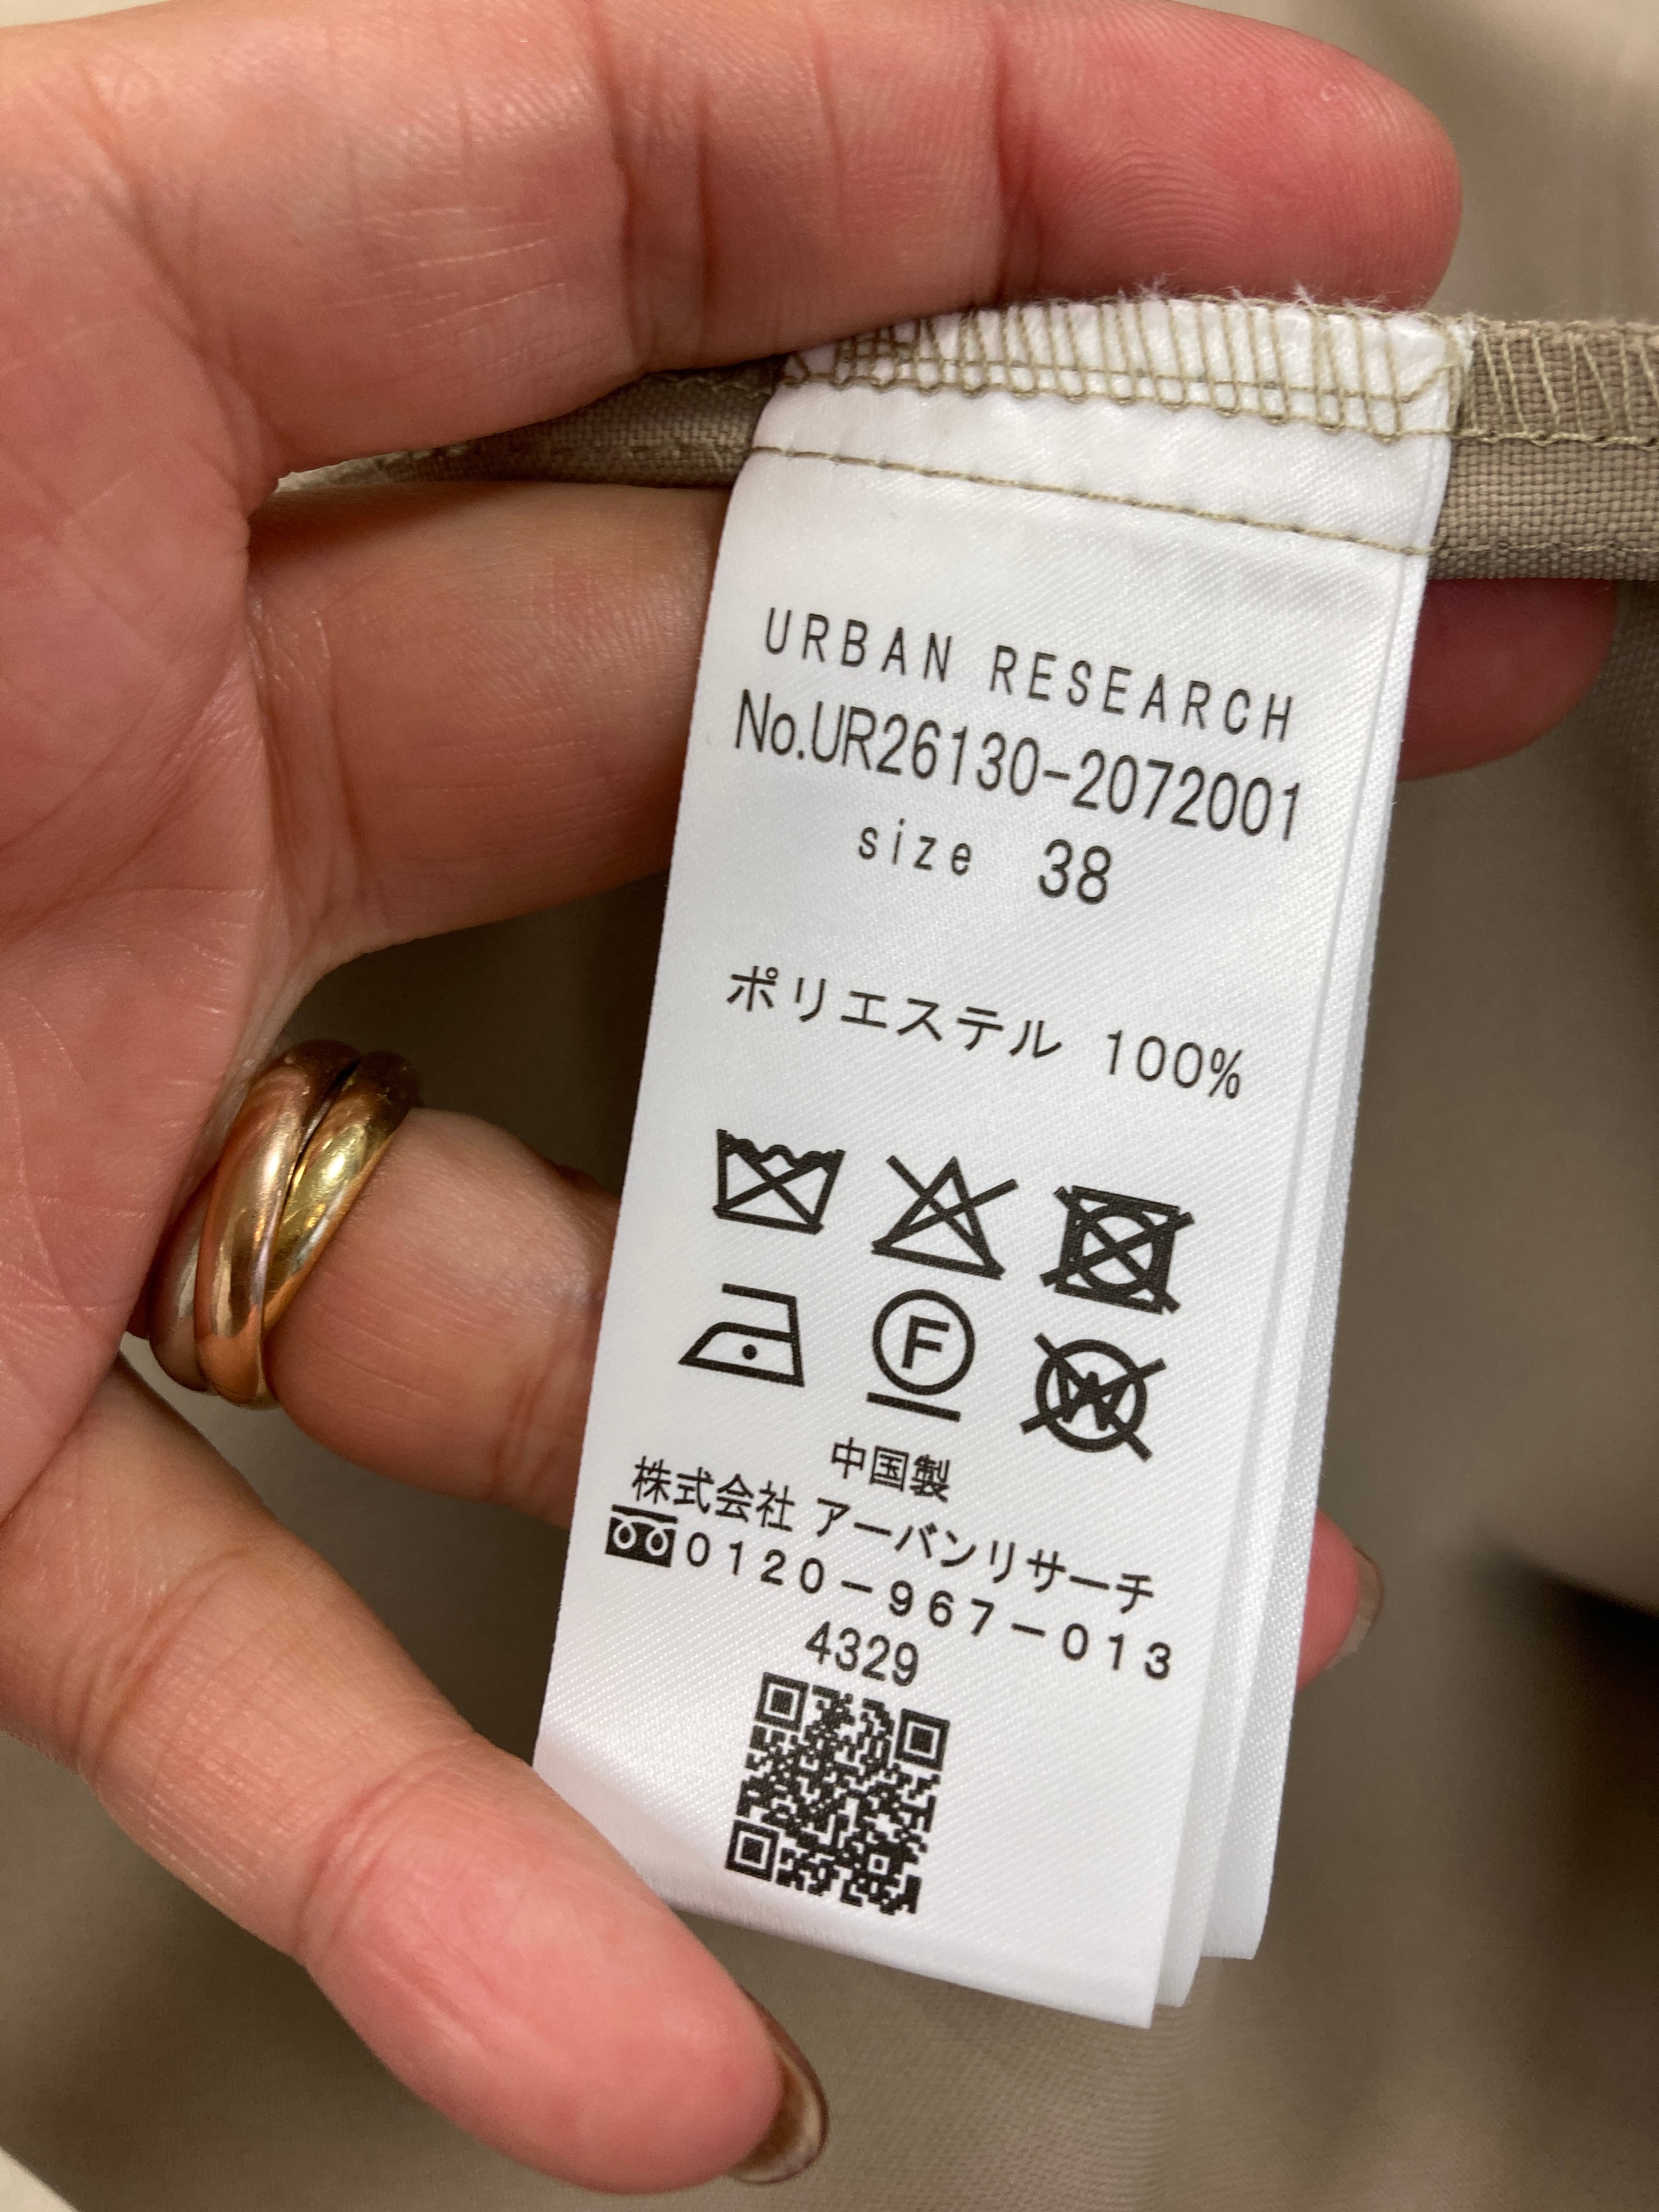 URBAN RESEARCH
No.UR26130-2072001
size 38
ポリエステル 100%
F
W
中国製
株式会社 アーバンリサーチ
0120-967-013
4329